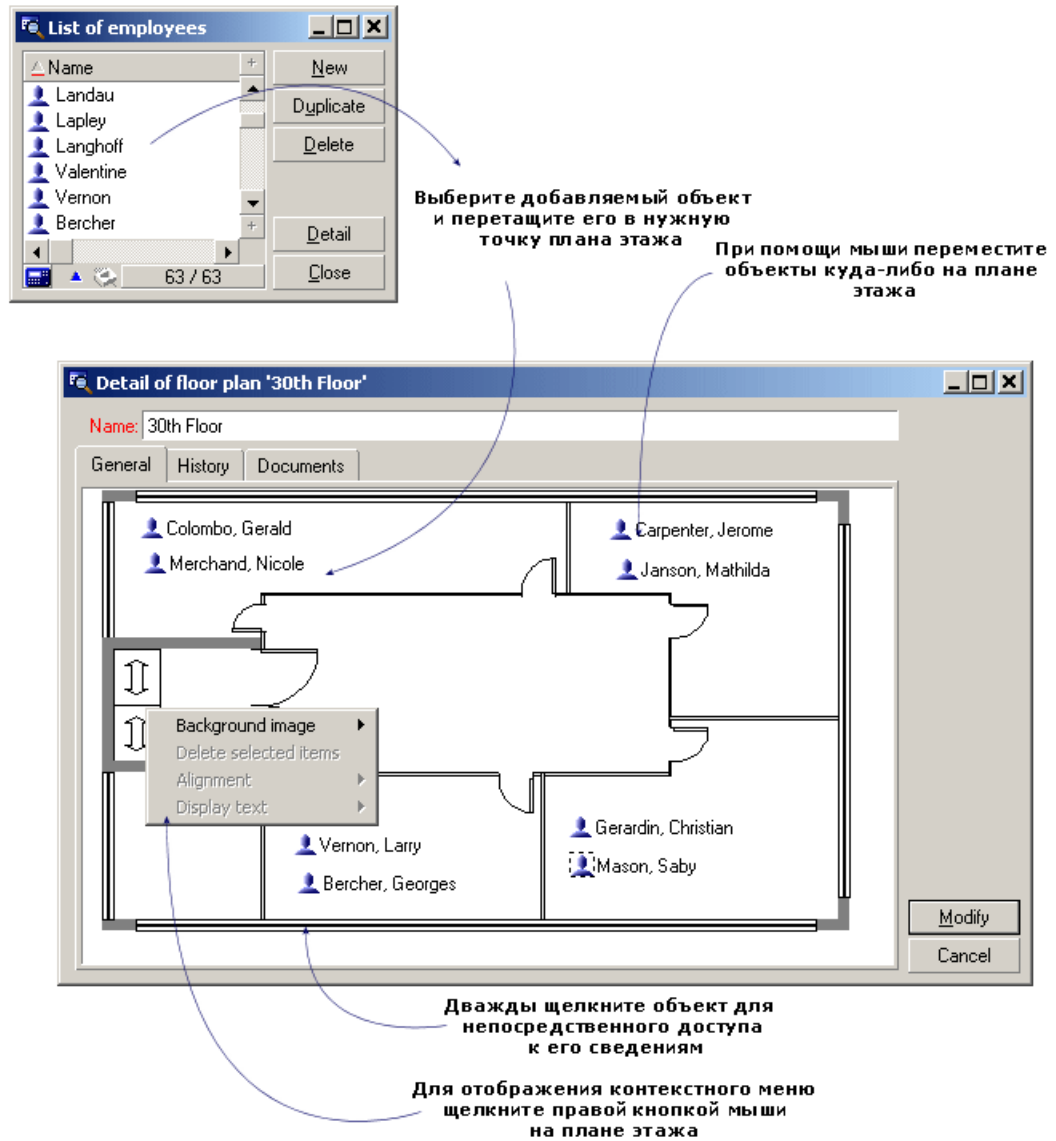 List of employees
Name
New
Landau
Duplicate
Lapley
Langhoff
Delete
Valentine
Vernon
Bercher
Detail
63 / 63
Close
Выберите добавляемый объект
и перетащите его в нужную
точку плана этажа
При помощи мыши переместите
объекты куда-либо на плане
этажа
Detail of floor plan '30th Floor'
Name: 30th Floor
General History Documents
Colombo, Gerald
Merchand, Nicole
Carpenter, Jerome
Janson, Mathilda
Background image
Delete selected items
Alignment
Display text
Vernon, Larry
Bercher, Georges
Gerardin, Christian
Mason, Saby
Modify
Cancel
Дважды щелкните объект для
непосредственного доступа
к его сведениям
Для отображения контекстного меню
щелкните правой кнопкой мыши
на плане этажа